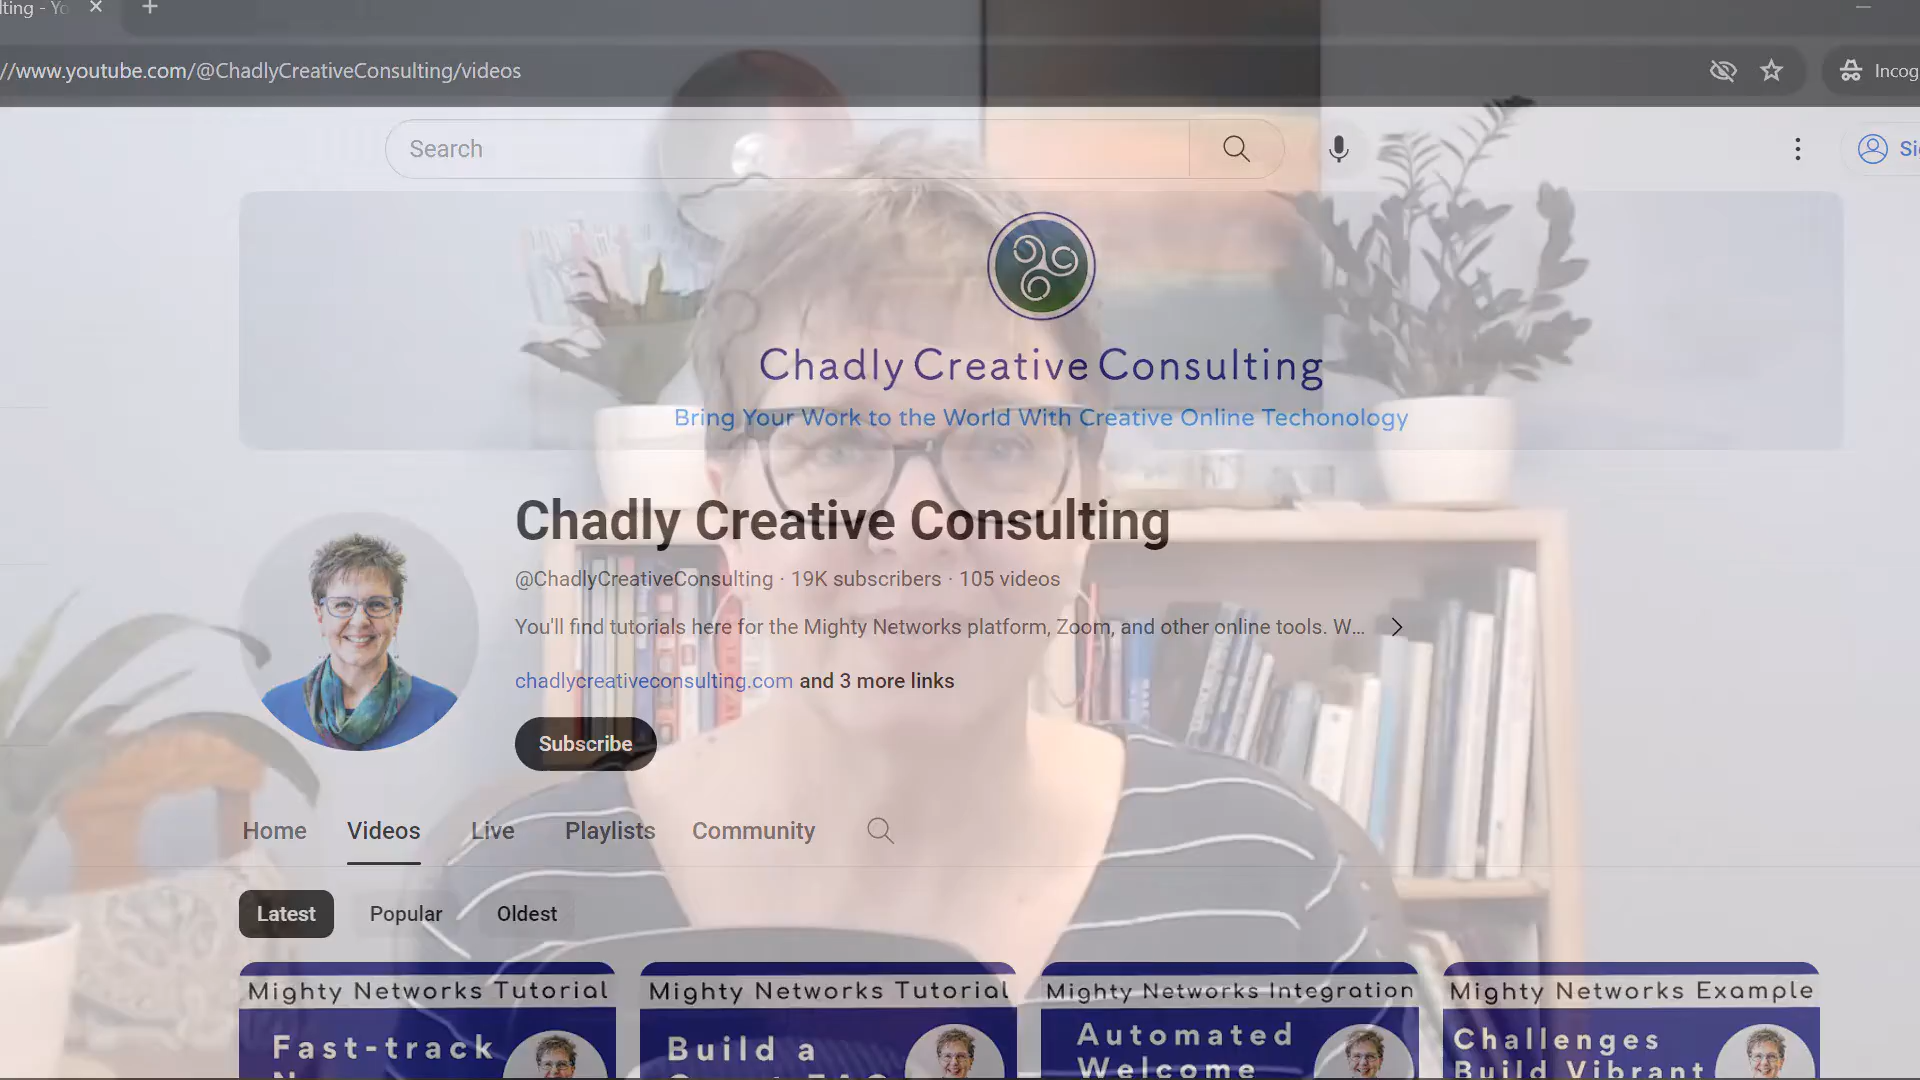 lting - Yo
//www.youtube.com/@ChadlyCreativeConsulting/videos
Incog
Search
Sig
Chadly Creative Consulting
Bring Your Work to the World With Creative Online Techonology
Chadly Creative Consulting
@ChadlyCreativeConsulting · 19K subscribers · 105 videos
You'll find tutorials here for the Mighty Networks platform, Zoom, and other online tools. W...
chadlycreativeconsulting.com and 3 more links
Subscribe
Home Videos Live Playlists Community
Latest Popular Oldest
Mighty Networks Tutorial Mighty Networks Tutorial Mighty Networks Integration Mighty Networks Example
Fast-track Build a Automated Challenges
Welcome Build Vibrant